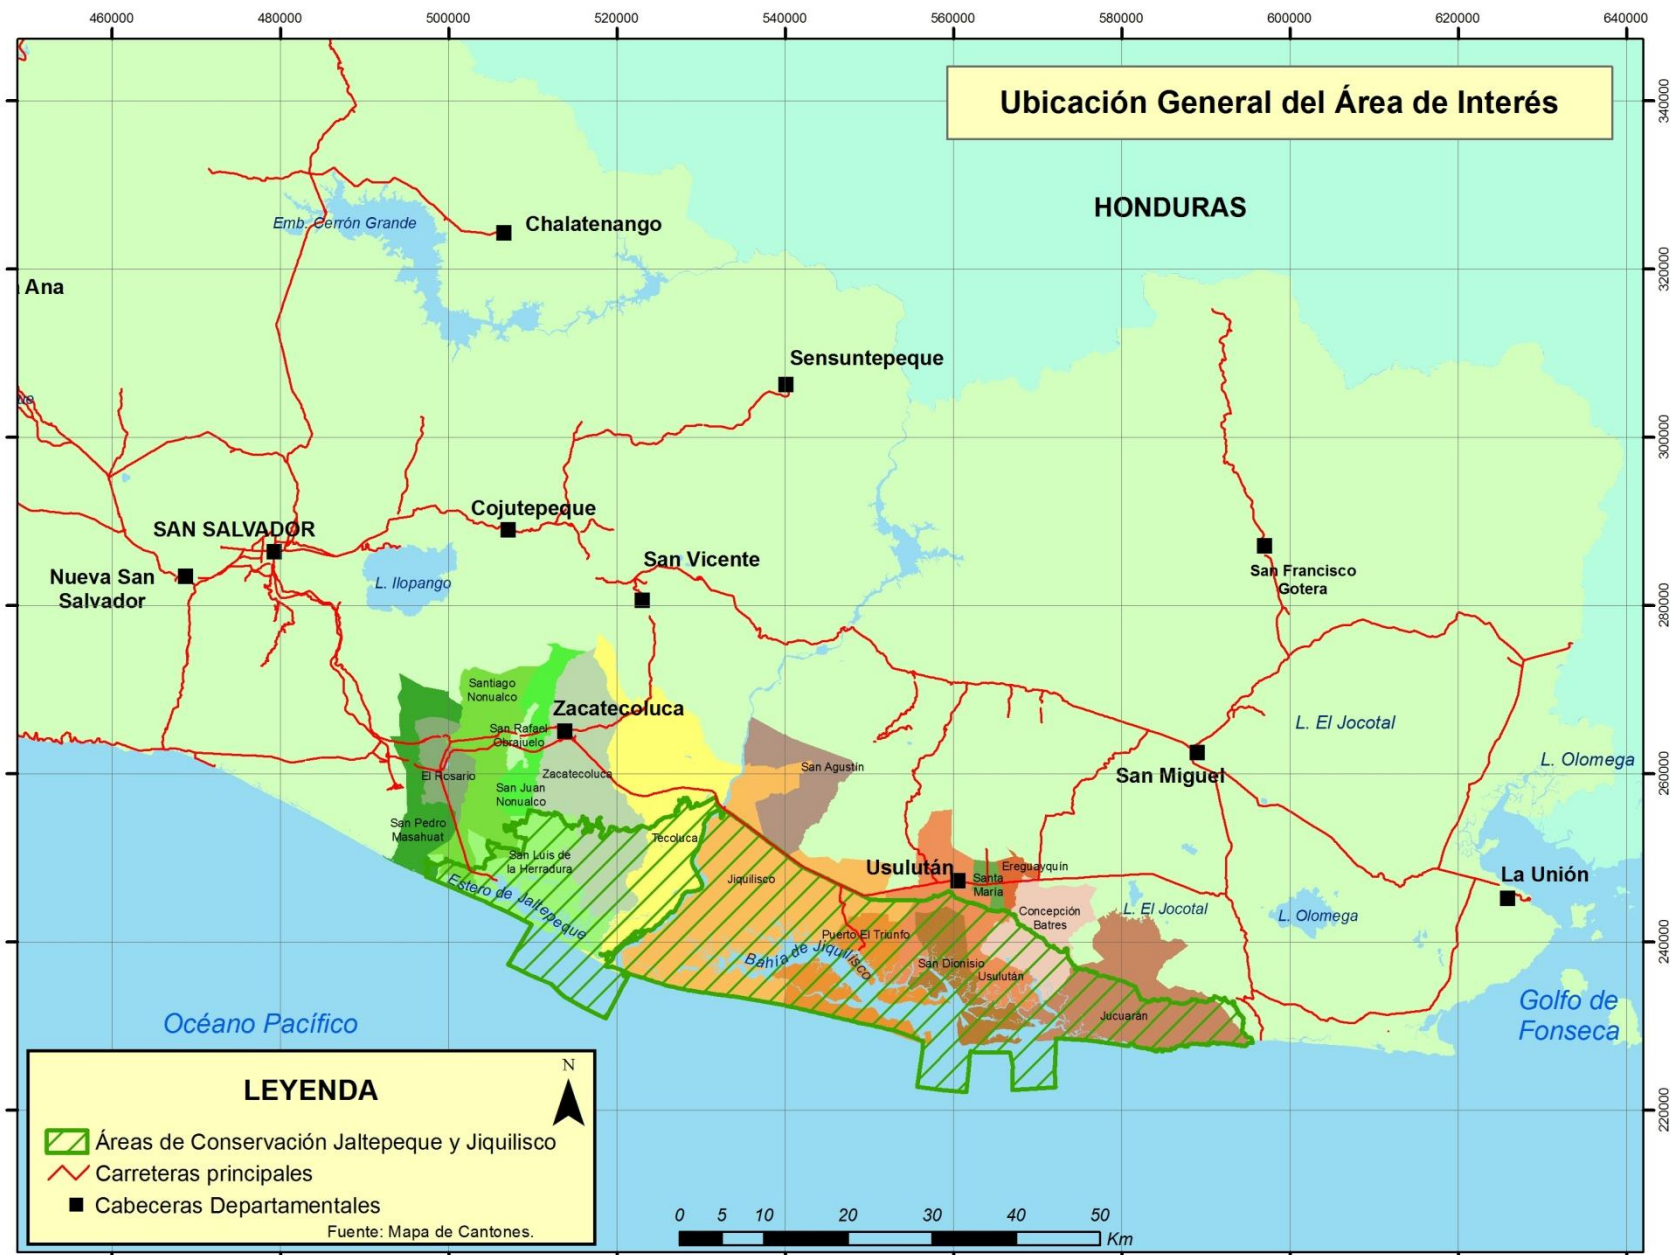 460000 480000 500000 520000 540000 560000 580000 600000 620000 640000
Ubicación General del Área de Interés
340000
HONDURAS
Emb. Cerrón Grande
Chalatenango
320000
Ana
Sensuntepeque
300000
Cojutepeque
SAN SALVADOR
San Vicente
Nueva San
Salvador
L. Ilopango
San Francisco
Gotera
280000
Santiago
Nonualco
Zacatecoluca
San Rafael
Obrajuelo
L. El Jocotal
L. Olomega
San Agustín
El Rosario
Zacatecoluca
San Miguel
260000
San Juan
Nonualco
San Pedro
Masahuat
Tecoluca
San Luis de
la Herradura
Usulután
Ereguayquín
Santa
María
Jiquilisco
La Unión
Estero de Jaltepeque
Concepción
Batres
L. El Jocotal
L. Olomega
Puerto El Triunfo
240000
Bahía de Jiquilisco
San Dionisio
Usulután
Jucuarán
Océano Pacífico
Golfo de
Fonseca
220000
N
LEYENDA
Áreas de Conservación Jaltepeque y Jiquilisco
Carreteras principales
Cabeceras Departamentales
Fuente: Mapa de Cantones.
0 5 10 20 30 40 50
Km